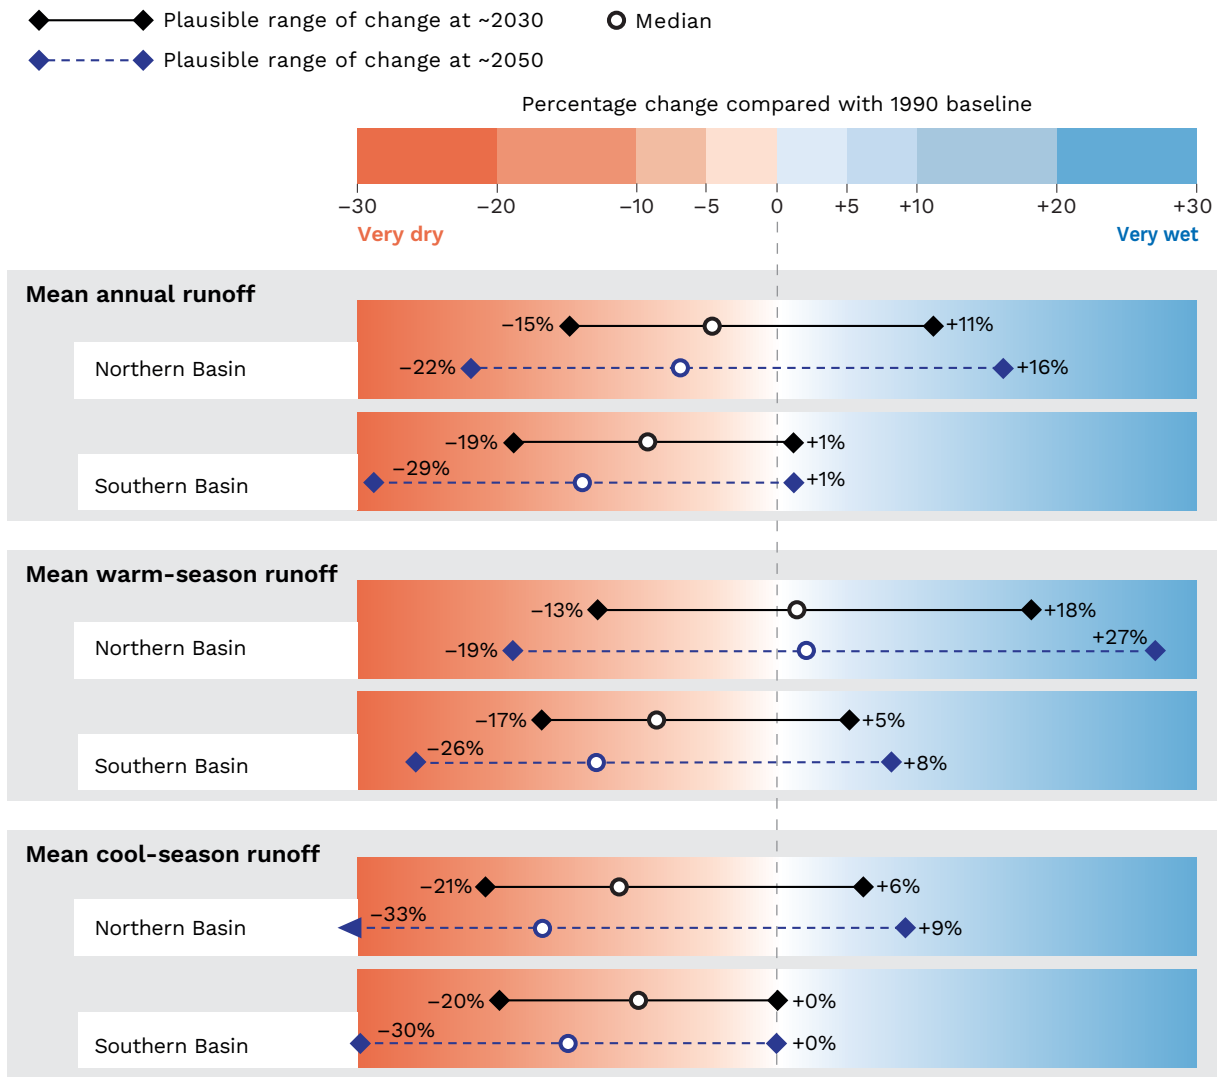 Plausible range of change at ~2030 Median
Plausible range of change at ~2050
Percentage change compared with 1990 baseline
–30 –20 –10 –5 0 +5 +10 +20 +30
Very dry Very wet
Mean annual runoff
–15% +11%
Northern Basin –22% +16%
–19% +1%
–29% +1%
Southern Basin
Mean warm-season runoff
–13% +18%
+27%
Northern Basin –19%
–17% +5%
–26%
Southern Basin +8%
Mean cool-season runoff
–21% +6%
–33%
Northern Basin +9%
–20% +0%
–30%
Southern Basin +0%